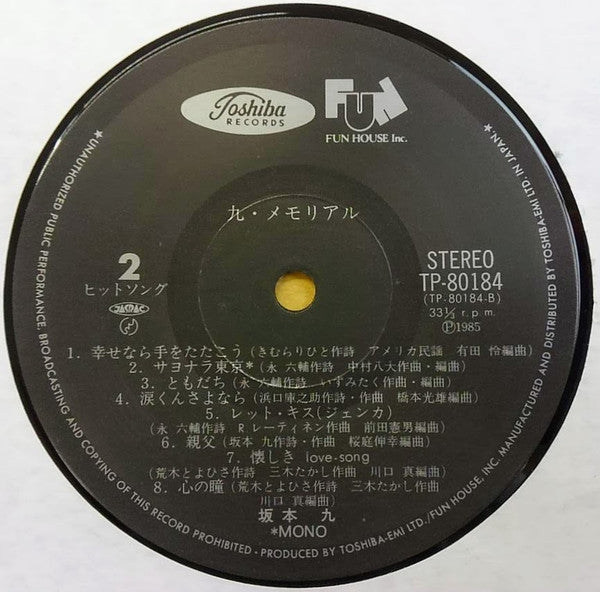 Toshiba
RECORDS
FUN
FUN HOUSE Inc.
九・メモリアル
2
ヒットソング
JASRAC
STEREO
TP-80184
(TP-80184-B)
33⅓ r.p.m.
Ⓟ1985
1. 幸せなら手をたたこう(きむらりひと作詩 アメリカ民謡 有田 怜編曲)
2. サヨナラ東京*(永 六輔作詩 中村八大作曲・編曲)
3. ともだち(永 六輔作詩 いずみたく作曲・編曲)
4. 涙くんさよなら(浜口庫之助作詩・作曲 橋本光雄編曲)
5. レット・キス(ジェンカ)
(永 六輔作詩 Rレーティネン作曲 前田憲男編曲)
6. 親父(坂本 九作詩・作曲 桜庭伸幸編曲)
7. 懐しき love-song
(荒木とよひさ作詩 三木たかし作曲 川口 真編曲)
8. 心の瞳(荒木とよひさ作詩 三木たかし作曲
川口 真編曲)
坂本 九
*MONO
★UNAUTHORIZED PUBLIC PERFORMANCE, BROADCASTING AND COPYING OF THIS RECORD PROHIBITED・PRODUCED BY TOSHIBA-EMI LTD./FUN HOUSE, INC. MANUFACTURED AND DISTRIBUTED BY TOSHIBA-EMI LTD. IN JAPAN.★